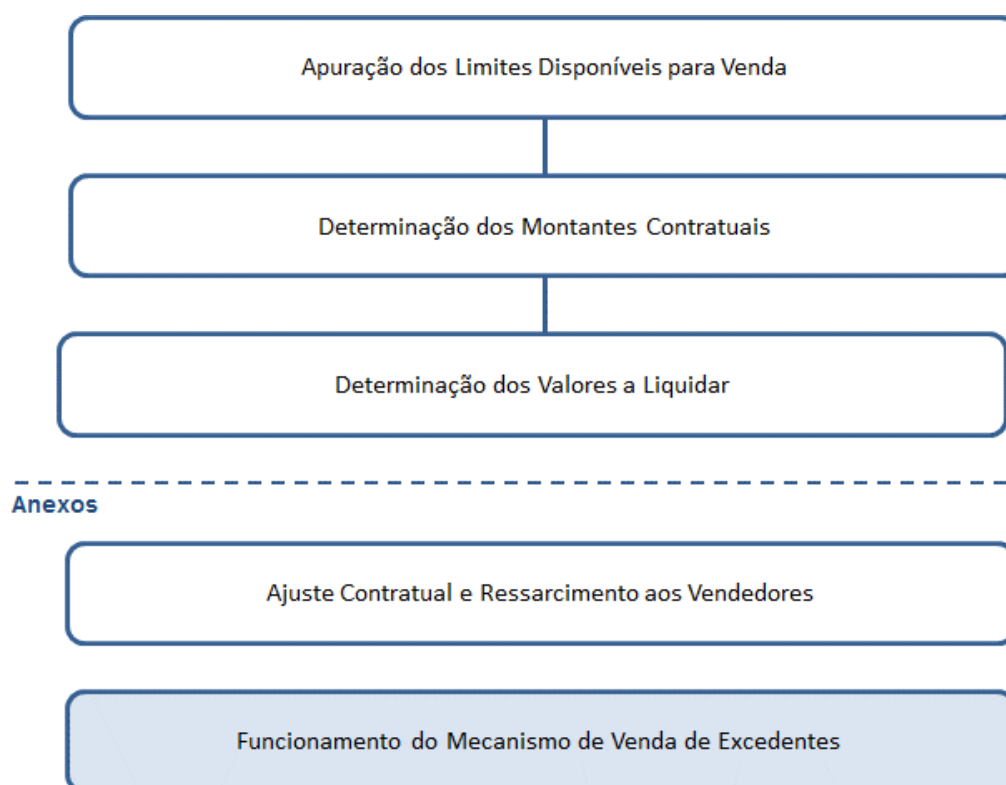 Apuração dos Limites Disponíveis para Venda
Determinação dos Montantes Contratuais
Determinação dos Valores a Liquidar
Anexos
Ajuste Contratual e Ressarcimento aos Vendedores
Funcionamento do Mecanismo de Venda de Excedentes